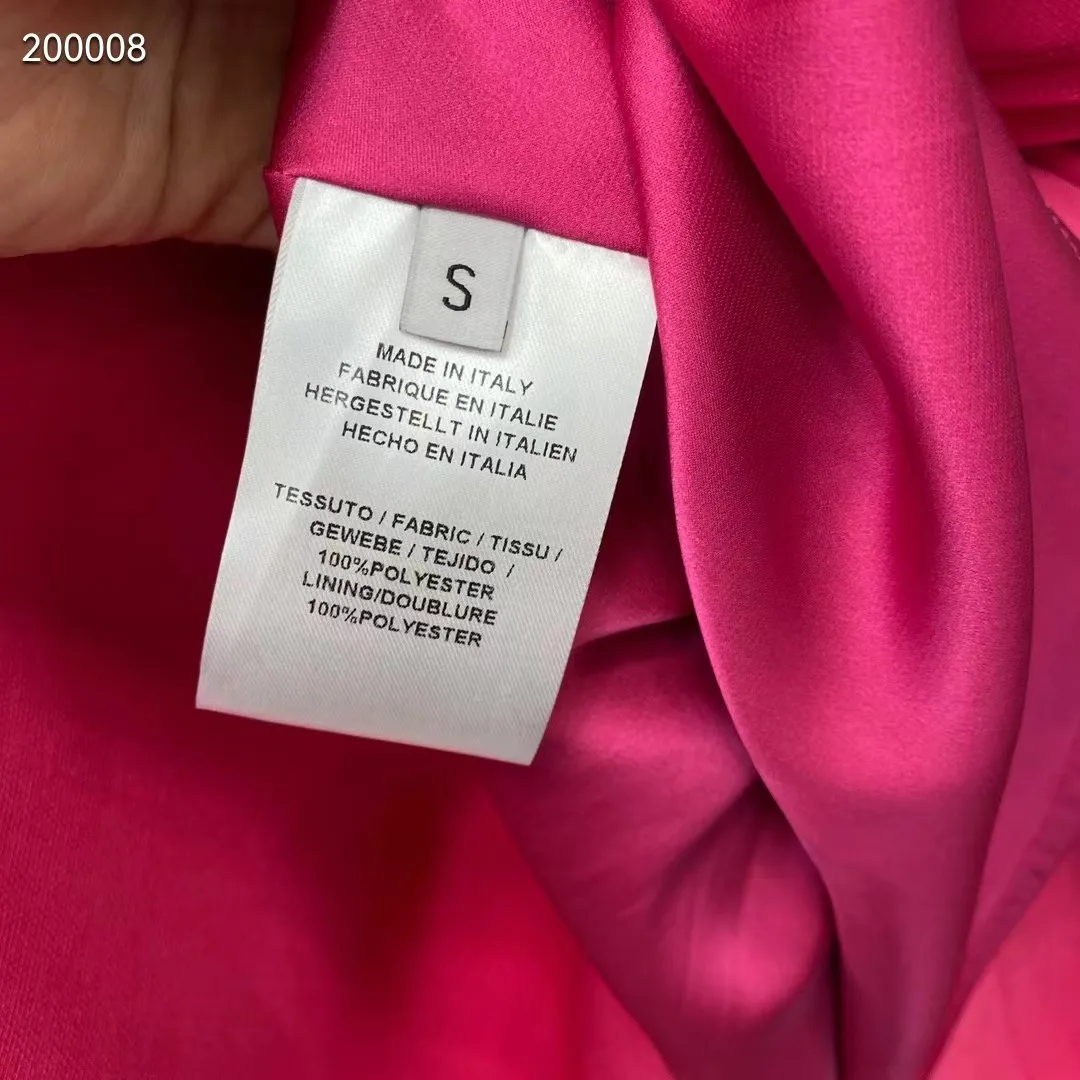 200008
S
MADE IN ITALY
FABRIQUE EN ITALIE
HERGESTELLT IN ITALIEN
HECHO EN ITALIA
TESSUTO / FABRIC / TISSU /
GEWEBE / TEJIDO /
100%POLYESTER
LINING/DOUBLURE
100%POLYESTER